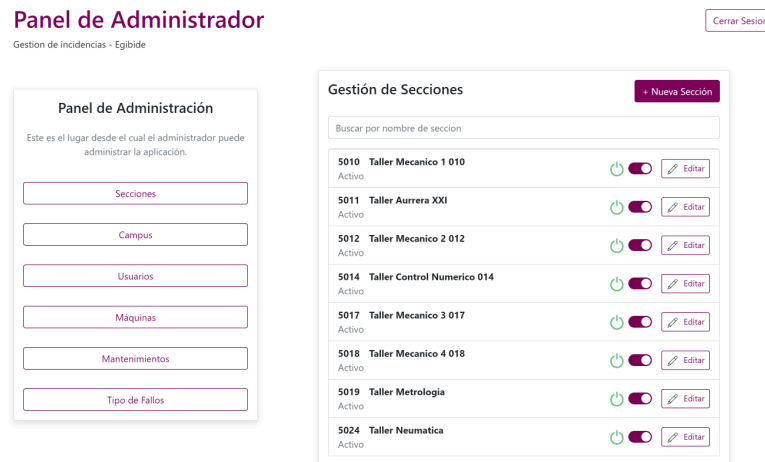 Panel de Administrador
Cerrar Sesion
Gestion de incidencias - Egibide
Panel de Administración
Este es el lugar desde el cual el administrador puede
administrar la aplicación.
Secciones
Campus
Usuarios
Máquinas
Mantenimientos
Tipo de Fallos
Gestión de Secciones
+ Nueva Sección
Buscar por nombre de seccion
5010 Taller Mecanico 1 010
Activo
Editar
5011 Taller Aurrera XXI
Activo
Editar
5012 Taller Mecanico 2 012
Activo
Editar
5014 Taller Control Numerico 014
Activo
Editar
5017 Taller Mecanico 3 017
Activo
Editar
5018 Taller Mecanico 4 018
Activo
Editar
5019 Taller Metrologia
Activo
Editar
5024 Taller Neumatica
Activo
Editar